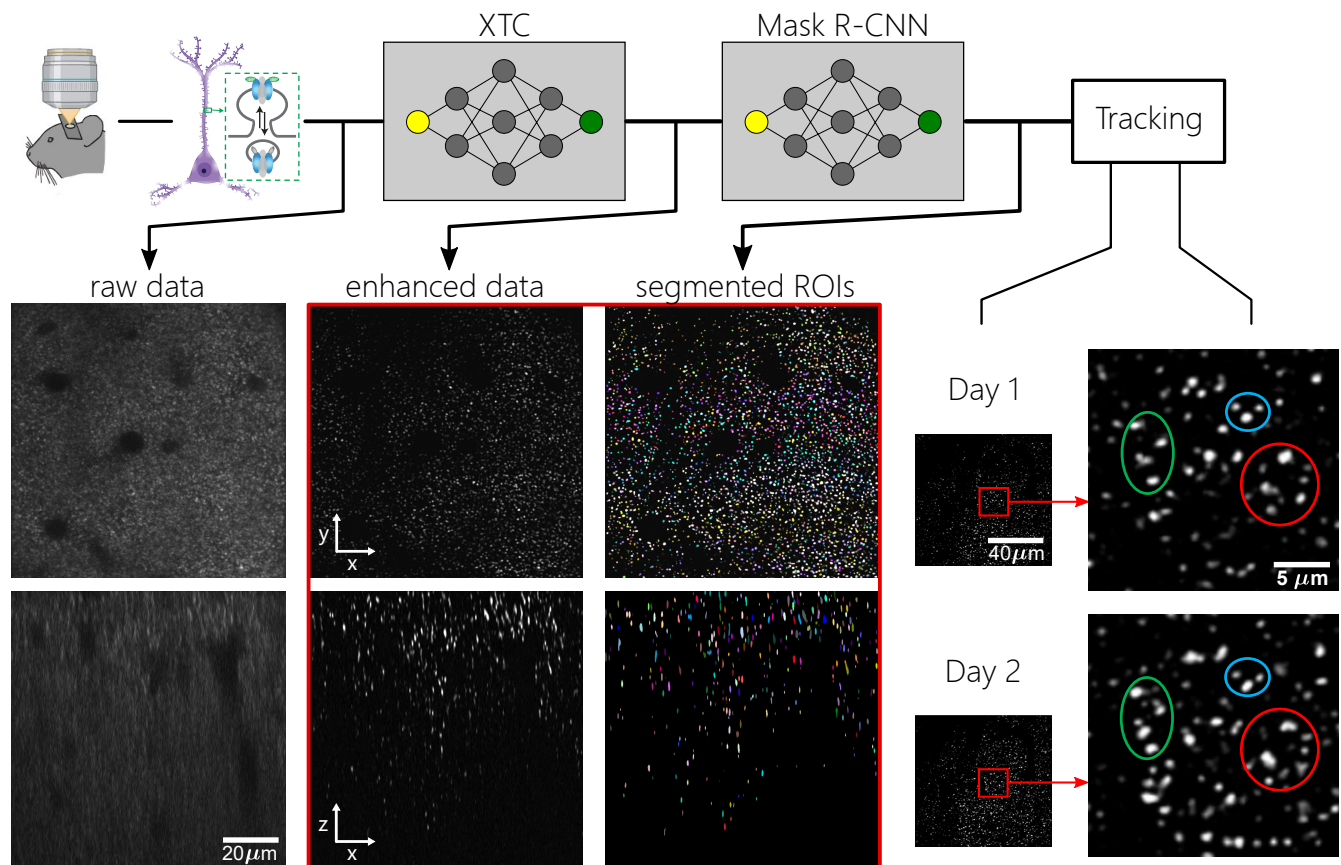 XTC
Mask R-CNN
Tracking
raw data
enhanced data
segmented ROIs
Day 1
y
x
40μm
5 μm
Day 2
z
x
20μm